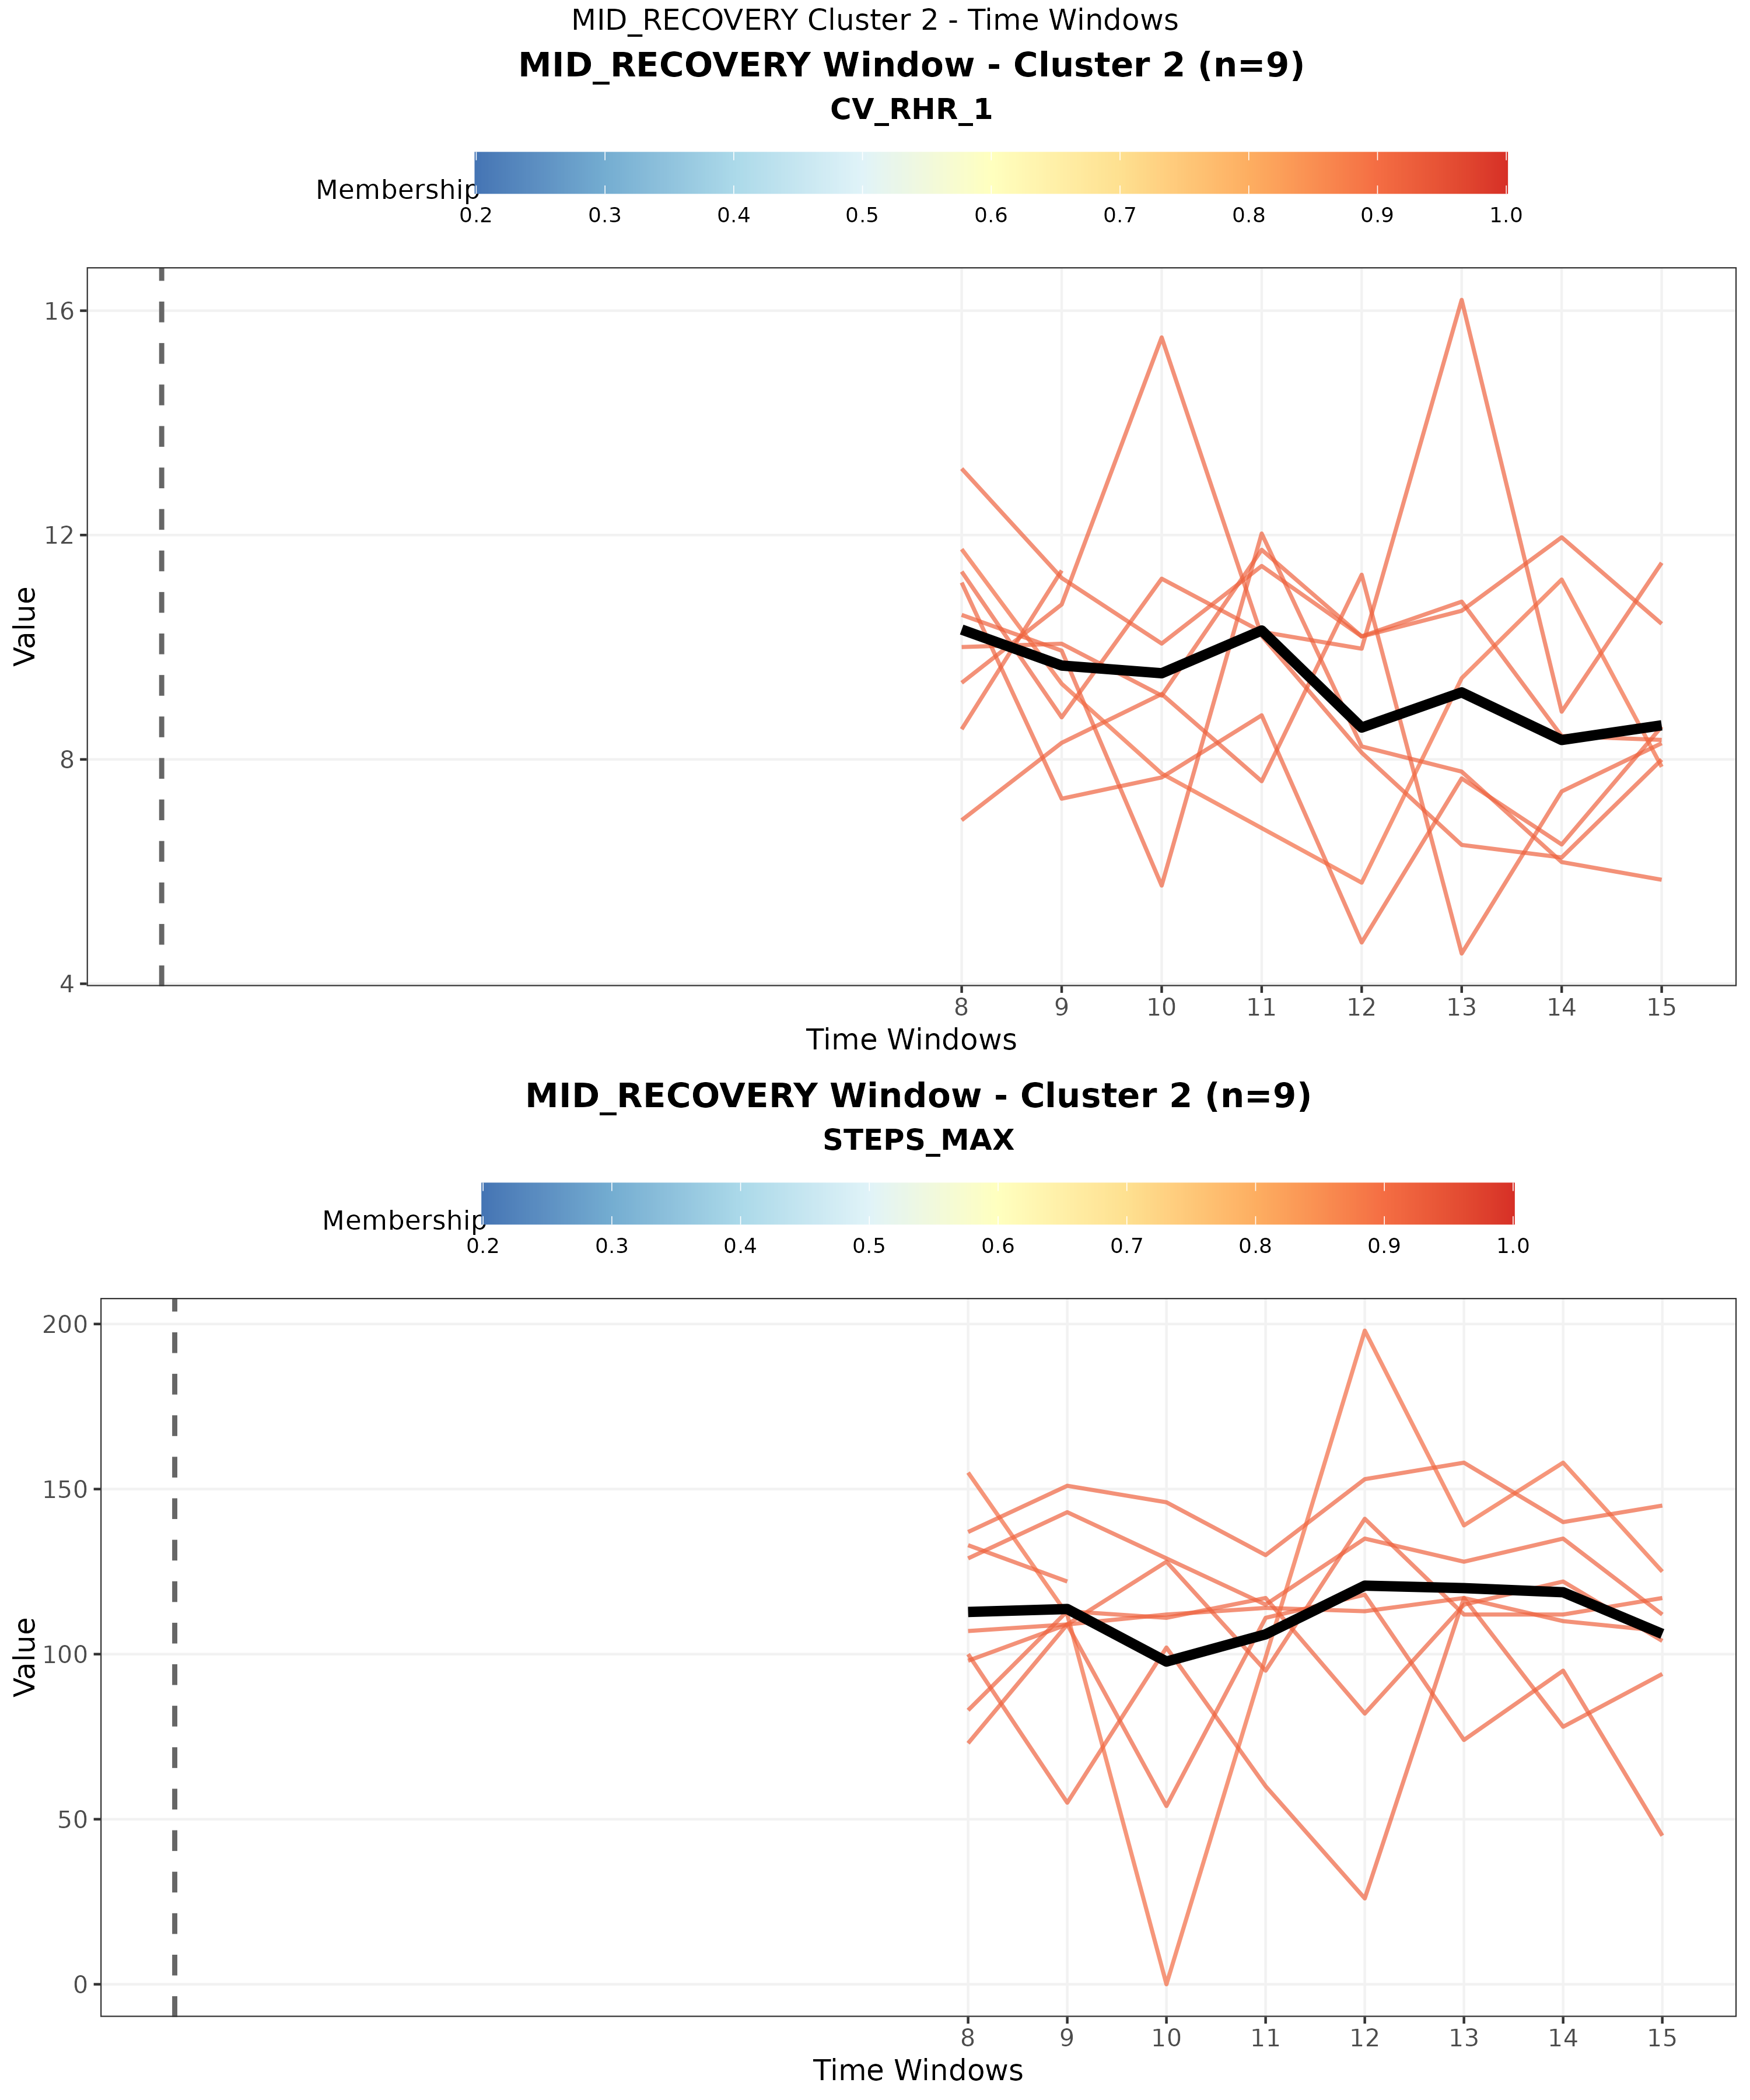 MID_RECOVERY Cluster 2 - Time Windows
MID_RECOVERY Window - Cluster 2 (n=9)
CV_RHR_1
Membership
0.2 0.3 0.4 0.5 0.6 0.7 0.8 0.9 1.0
Value
16
12
8
4
8 9 10 11 12 13 14 15
Time Windows
MID_RECOVERY Window - Cluster 2 (n=9)
STEPS_MAX
Membership
0.2 0.3 0.4 0.5 0.6 0.7 0.8 0.9 1.0
Value
200
150
100
50
0
8 9 10 11 12 13 14 15
Time Windows